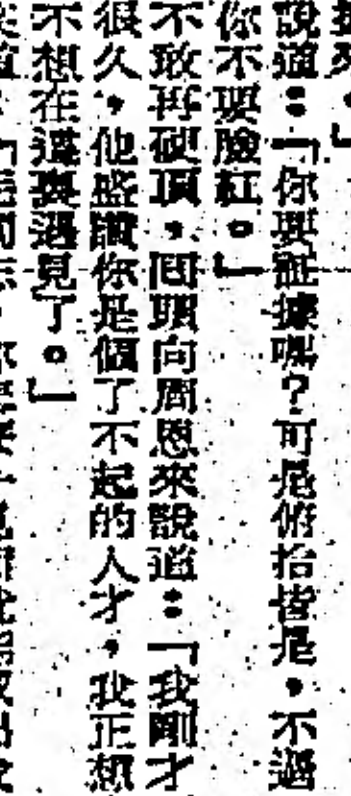 據來。」
說道：「你要証據嗎？可是俯拾皆是，不過
你不要臉紅。」
不敢再硬頂，回頭向周恩來說道：「我剛才
很久，他盛讚你是個了不起的人才，我正想
不想在這裏遇見了。」